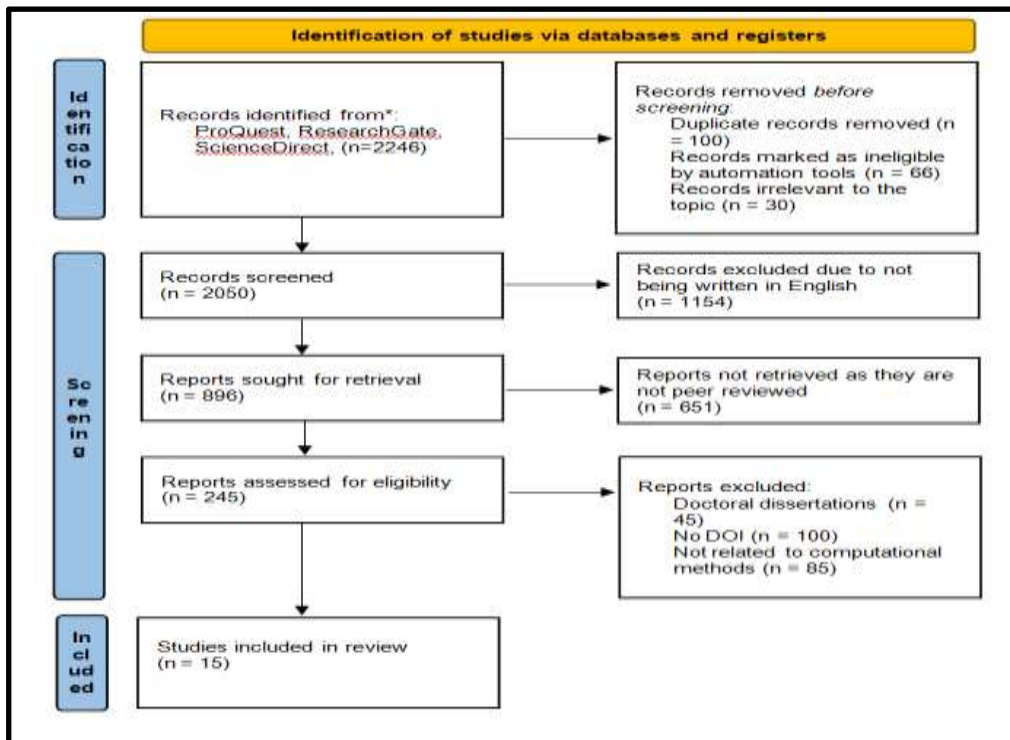 Identification of studies via databases and registers
Id
en
tifi
ca
tio
n
Records identified from*:
ProQuest, ResearchGate,
ScienceDirect, (n=2246)
Records removed before
screening:
Duplicate records removed (n
= 100)
Records marked as ineligible
by automation tools (n = 66)
Records irrelevant to the
topic (n = 30)
Sc
re
en
in
g
Records screened
(n = 2050)
Records excluded due to not
being written in English
(n = 1154)
Reports sought for retrieval
(n = 896)
Reports not retrieved as they are
not peer reviewed
(n = 651)
Reports assessed for eligibility
(n = 245)
Reports excluded:
Doctoral dissertations (n =
45)
No DOI (n = 100)
Not related to computational
methods (n = 85)
In
cl
ud
ed
Studies included in review
(n = 15)